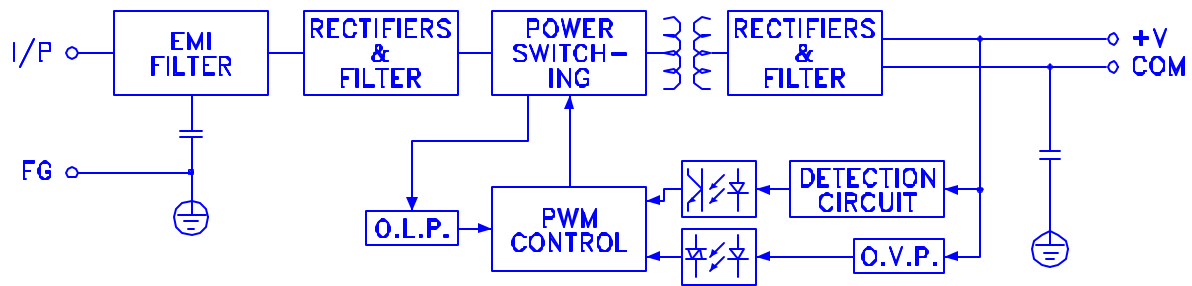 I/P
EMI
FILTER
RECTIFIERS
&
FILTER
POWER
SWITCH-
ING
RECTIFIERS
&
FILTER
+V
COM
FG
O.L.P.
PWM
CONTROL
DETECTION
CIRCUIT
O.V.P.